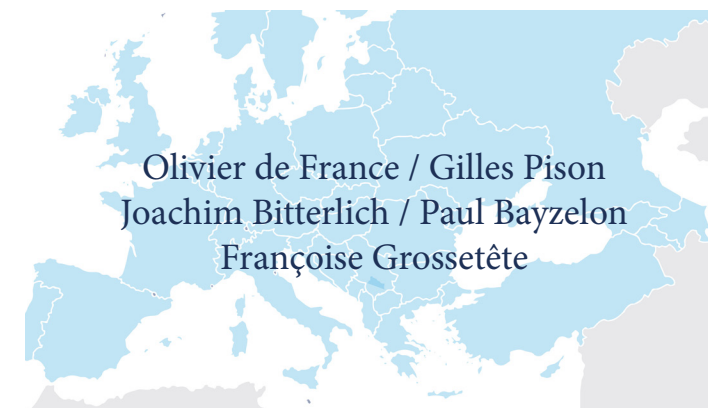 Olivier de France / Gilles Pison
Joachim Bitterlich / Paul Bayzelon
Françoise Grossetête